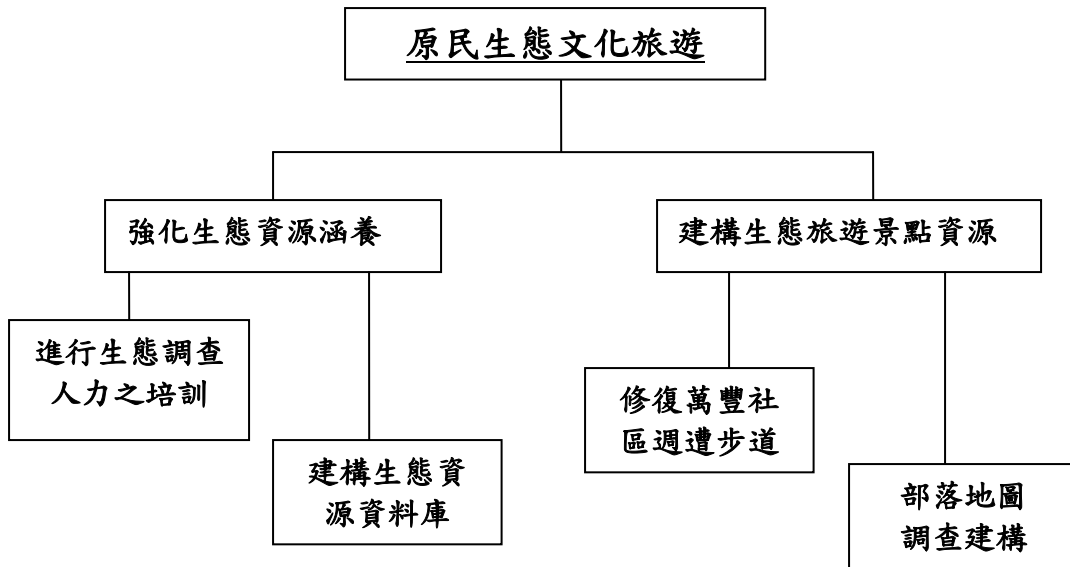 原民生態文化旅遊
強化生態資源涵養
建構生態旅遊景點資源
進行生態調查
人力之培訓
建構生態資
源資料庫
修復萬豐社
區週遭步道
部落地圖
調查建構